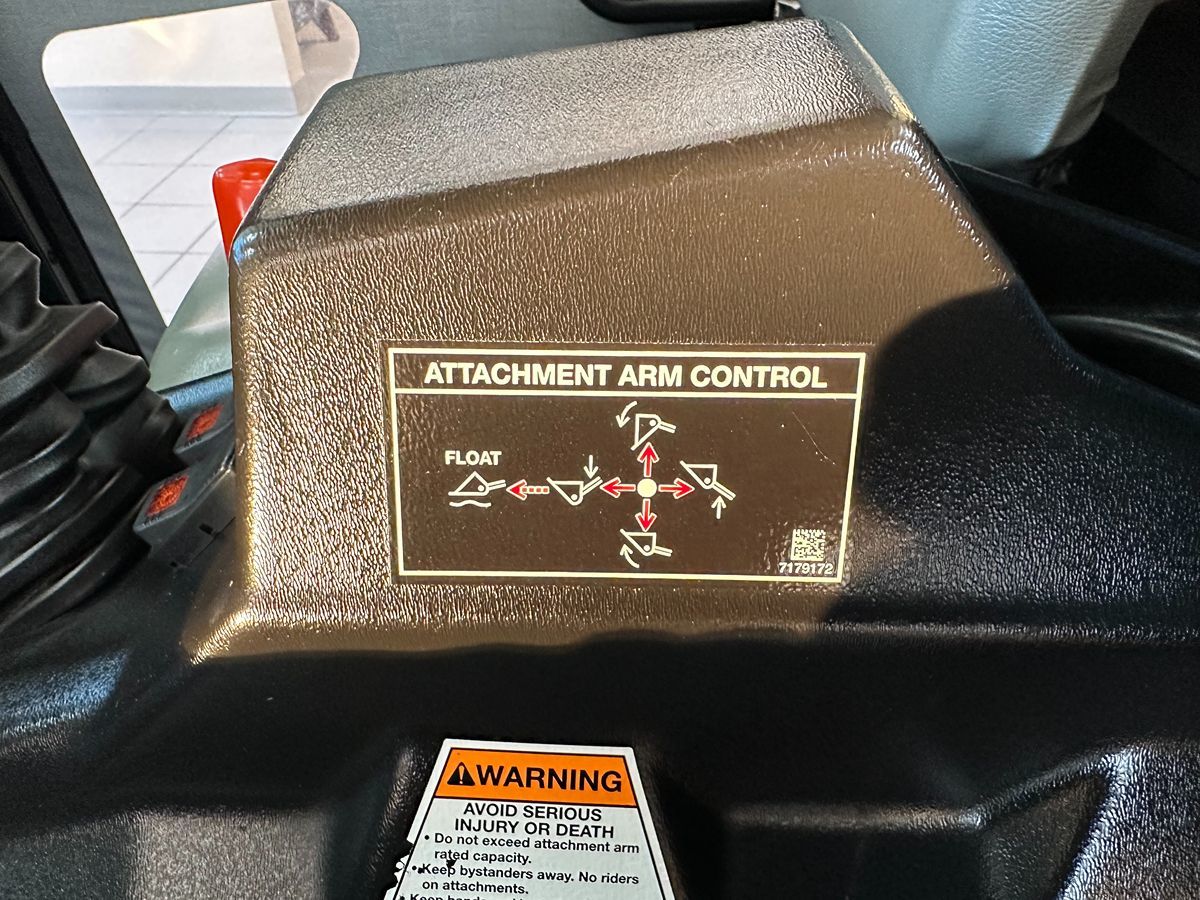 ATTACHMENT ARM CONTROL
FLOAT
7179172
WARNING
AVOID SERIOUS
INJURY OR DEATH
• Do not exceed attachment arm
rated capacity.
• Keep bystanders away. No riders
on attachments.